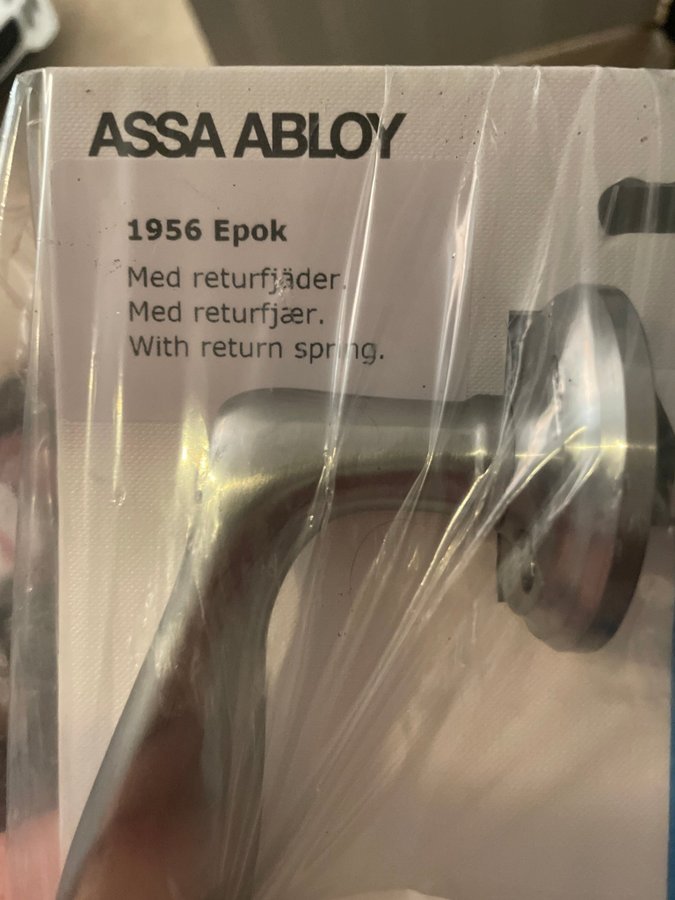 ASSA ABLOY
1956 Epok
Med returfjäder.
Med returfjær.
With return spring.